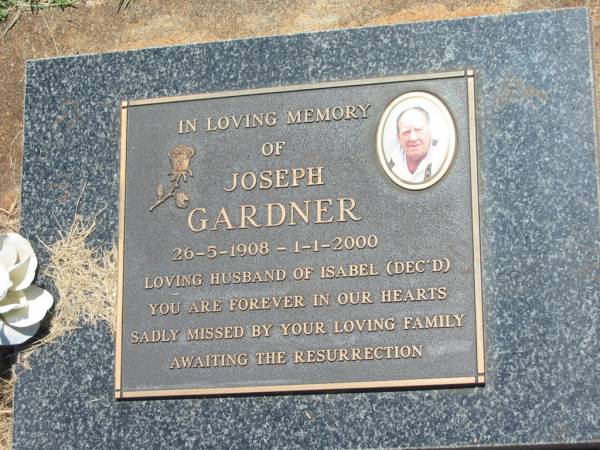 IN LOVING MEMORY
OF
JOSEPH
GARDNER
26-5-1908 - 1-1-2000
LOVING HUSBAND OF ISABEL (DEC'D)
YOU ARE FOREVER IN OUR HEARTS
SADLY MISSED BY YOUR LOVING FAMILY
AWAITING THE RESURRECTION